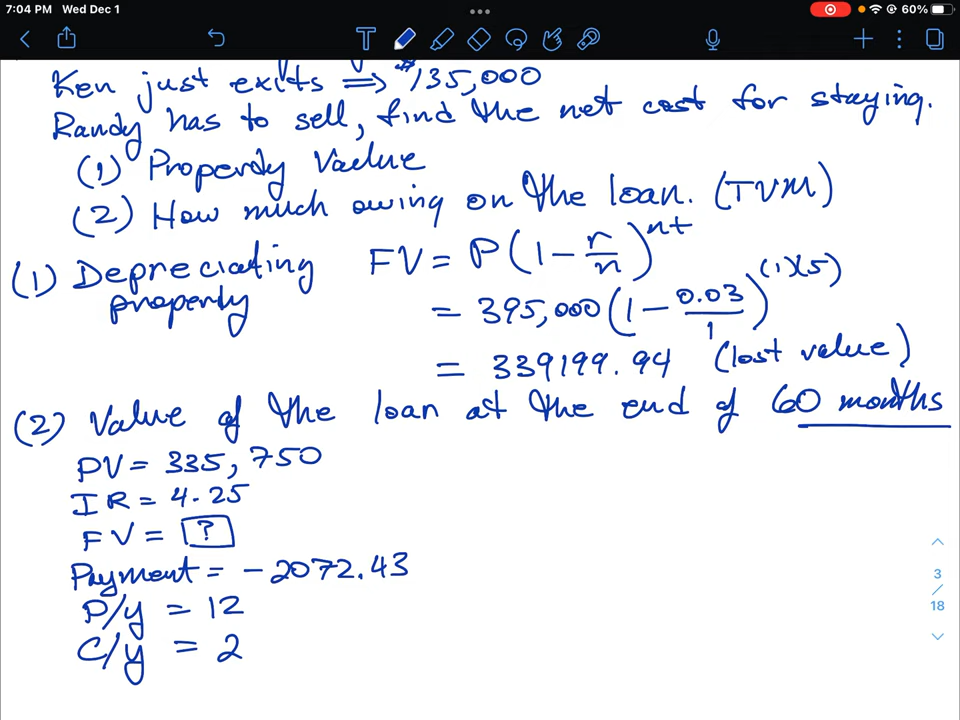 7:04 PM Wed Dec 1
60%
Ken just exits ⟹ $135,000
Randy has to sell, find the net cost for staying.
(1) Property Value
(2) How much owing on the loan. (TVM)
(1) Depreciating property
FV = P(1 - r/n)^nt
= 395,000(1 - 0.03/1)^(1)(5)
= 339199.94 (lost value)
(2) Value of the loan at the end of 60 months
PV = 335,750
IR = 4.25
FV = ?
Payment = -2072.43
P/y = 12
C/y = 2
3
/
18